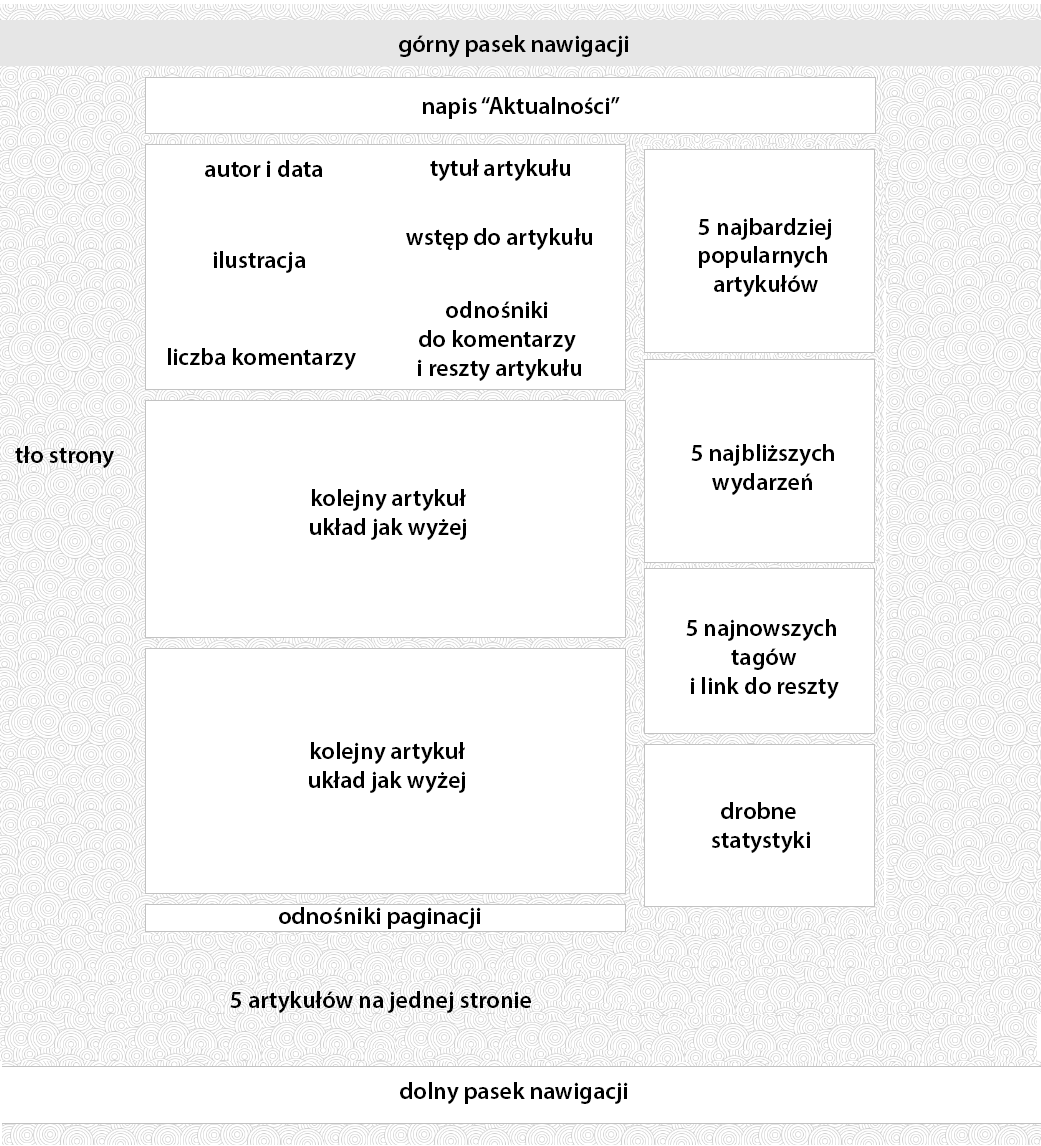 górny pasek nawigacji
napis “Aktualności”
autor i data
tytuł artykułu
wstęp do artykułu
ilustracja
odnośniki
do komentarzy
i reszty artykułu
liczba komentarzy
5 najbardziej
popularnych
artykułów
tło strony
kolejny artykuł
układ jak wyżej
5 najbliższych
wydarzeń
5 najnowszych
tagów
i link do reszty
kolejny artykuł
układ jak wyżej
drobne
statystyki
odnośniki paginacji
5 artykułów na jednej stronie
dolny pasek nawigacji